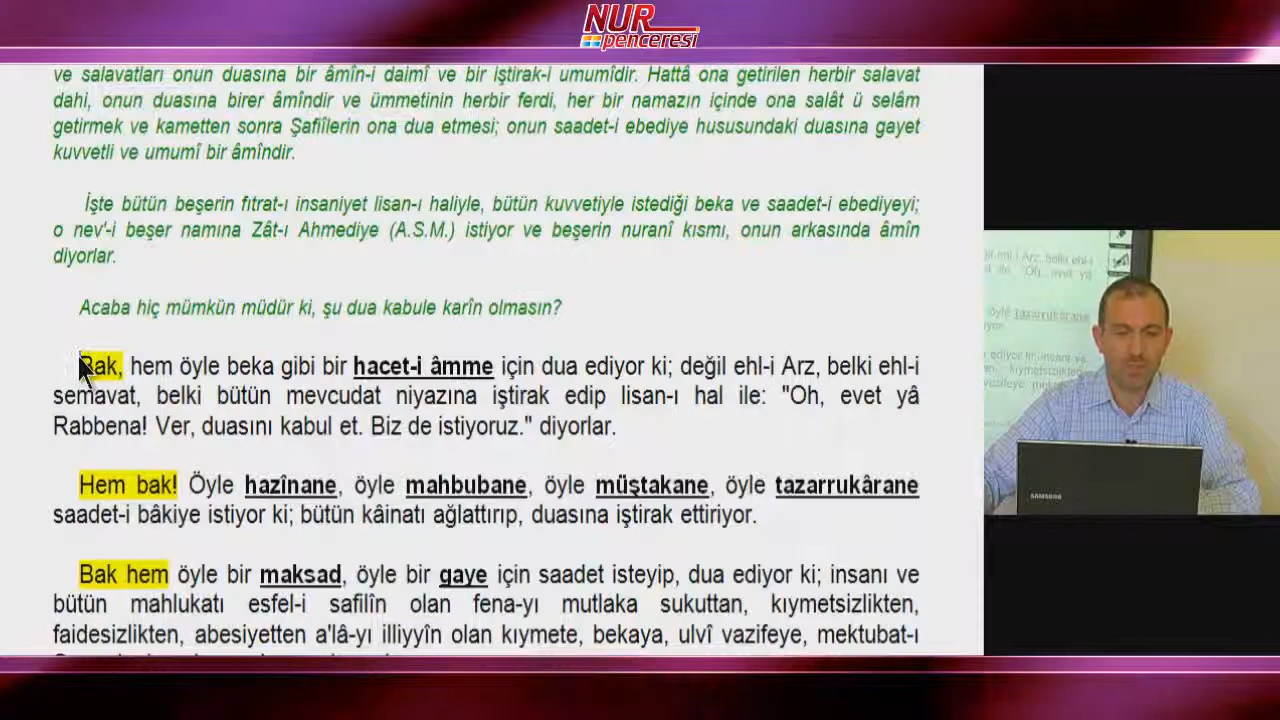 NUR
penceresi
ve salavatları onun duasına bir âmîn-i daimî ve bir iştirak-i umumîdir. Hattâ ona getirilen herbir salavat
dahi, onun duasına birer âmîndir ve ümmetinin herbir ferdi, her bir namazın içinde ona salât ü selâm
getirmek ve kametten sonra Şafiîlerin ona dua etmesi; onun saadet-i ebediye hususundaki duasına gayet
kuvvetli ve umumî bir âmîndir.
İşte bütün beşerin fıtrat-ı insaniyet lisan-ı haliyle, bütün kuvvetiyle istediği beka ve saadet-i ebediyeyi;
o nev'-i beşer namına Zât-ı Ahmediye (A.S.M.) istiyor ve beşerin nuranî kısmı, onun arkasında âmîn
diyorlar.
Acaba hiç mümkün müdür ki, şu dua kabule karîn olmasın?
Bak, hem öyle beka gibi bir hacet-i âmme için dua ediyor ki; değil ehl-i Arz, belki ehl-i
semavat, belki bütün mevcudat niyazına iştirak edip lisan-ı hal ile: "Oh, evet yâ
Rabbena! Ver, duasını kabul et. Biz de istiyoruz." diyorlar.
Hem bak! Öyle hazînane, öyle mahbubane, öyle müştakane, öyle tazarrukârane
saadet-i bâkiye istiyor ki; bütün kâinatı ağlattırıp, duasına iştirak ettiriyor.
Bak hem öyle bir maksad, öyle bir gaye için saadet isteyip, dua ediyor ki; insanı ve
bütün mahlukatı esfel-i safilîn olan fena-yı mutlaka sukuttan, kıymetsizlikten,
faidesizlikten, abesiyetten a'lâ-yı illiyyîn olan kıymete, bekaya, ulvî vazifeye, mektubat-ı
SAMSUNG